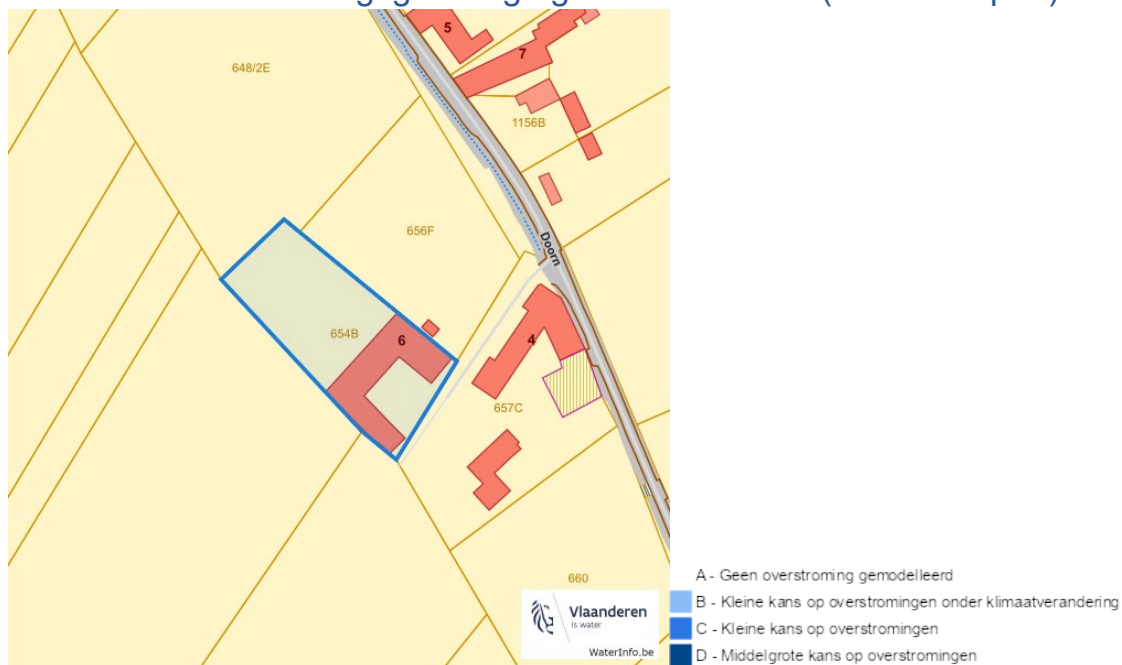 5
7
648/2E
1156B
656F
Doorn
654B
6
4
657C
660
Vlaanderen
is water
WaterInfo.be
A - Geen overstroming gemodelleerd
B - Kleine kans op overstromingen onder klimaatverandering
C - Kleine kans op overstromingen
D - Middelgrote kans op overstromingen